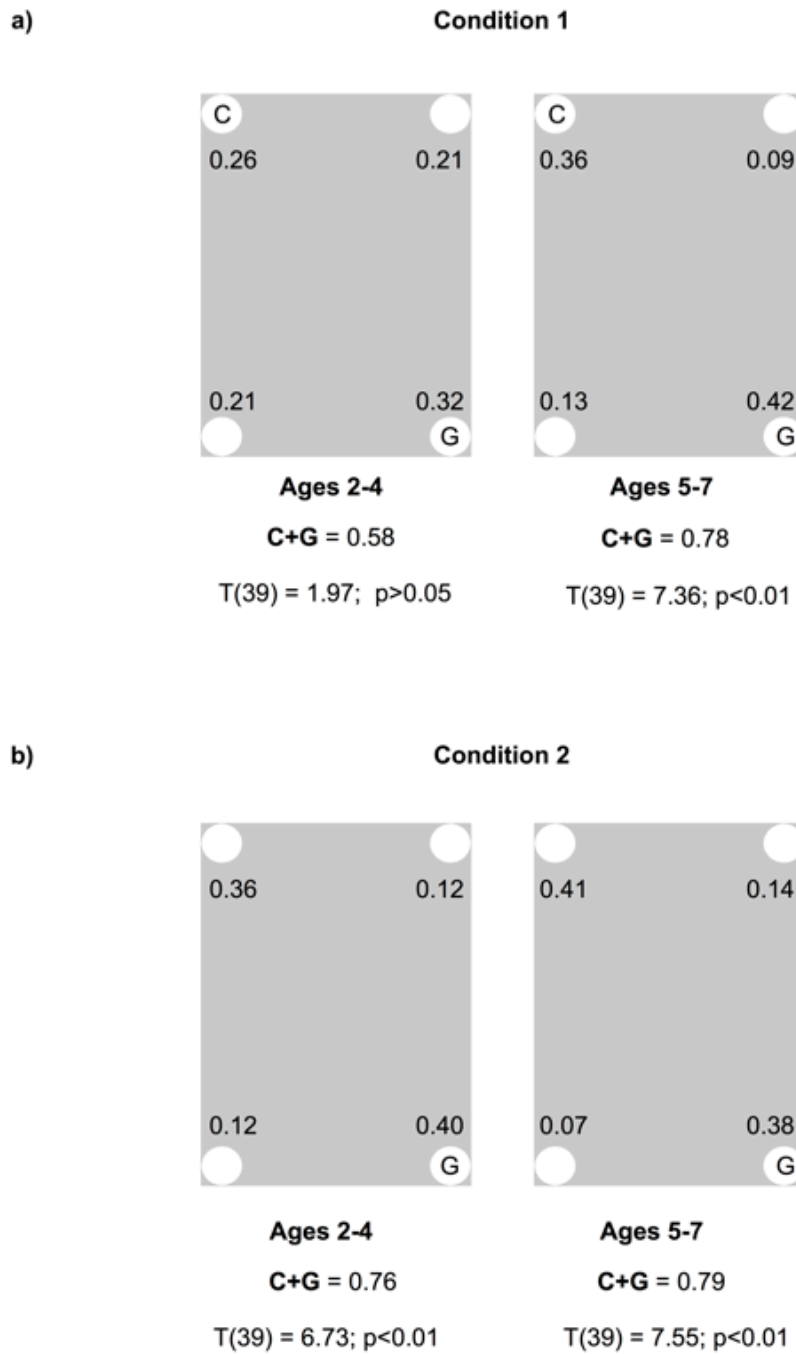 a) Condition 1
C C
0.26 0.21 0.36 0.09
0.21 0.32 0.13 0.42
G G
Ages 2-4 Ages 5-7
C+G = 0.58 C+G = 0.78
T(39) = 1.97; p>0.05 T(39) = 7.36; p<0.01
b) Condition 2
0.36 0.12 0.41 0.14
0.12 0.40 0.07 0.38
G G
Ages 2-4 Ages 5-7
C+G = 0.76 C+G = 0.79
T(39) = 6.73; p<0.01 T(39) = 7.55; p<0.01